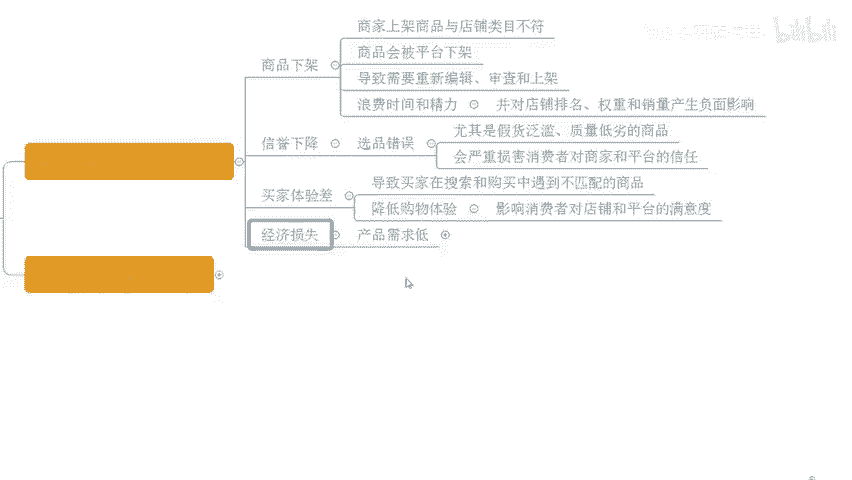 商家上架商品与店铺类目不符
商品会被平台下架
商品下架
导致需要重新编辑、审查和上架
浪费时间和精力 并对店铺排名、权重和销量产生负面影响
尤其是假货泛滥、质量低劣的商品
信誉下降 选品错误
会严重损害消费者对商家和平台的信任
导致买家在搜索和购买中遇到不匹配的商品
买家体验差
降低购物体验 影响消费者对店铺和平台的满意度
经济损失 产品需求低
bilibili